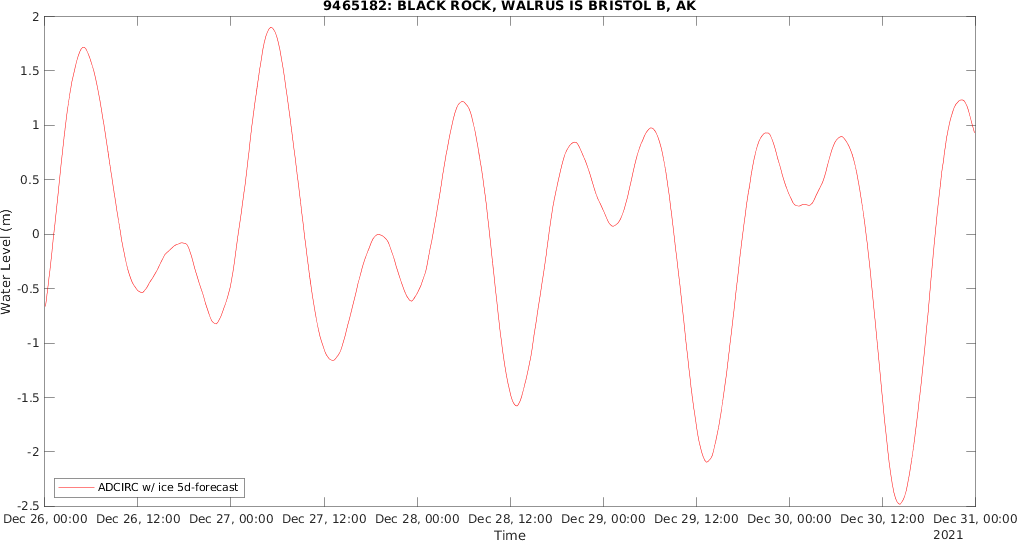 9465182: BLACK ROCK, WALRUS IS BRISTOL B, AK
2
1.5
1
0.5
0
-0.5
-1
-1.5
-2
-2.5
Water Level (m)
ADCIRC w/ ice 5d-forecast
Dec 26, 00:00 Dec 26, 12:00 Dec 27, 00:00 Dec 27, 12:00 Dec 28, 00:00 Dec 28, 12:00 Dec 29, 00:00 Dec 29, 12:00 Dec 30, 00:00 Dec 30, 12:00 Dec 31, 00:00
Time
2021